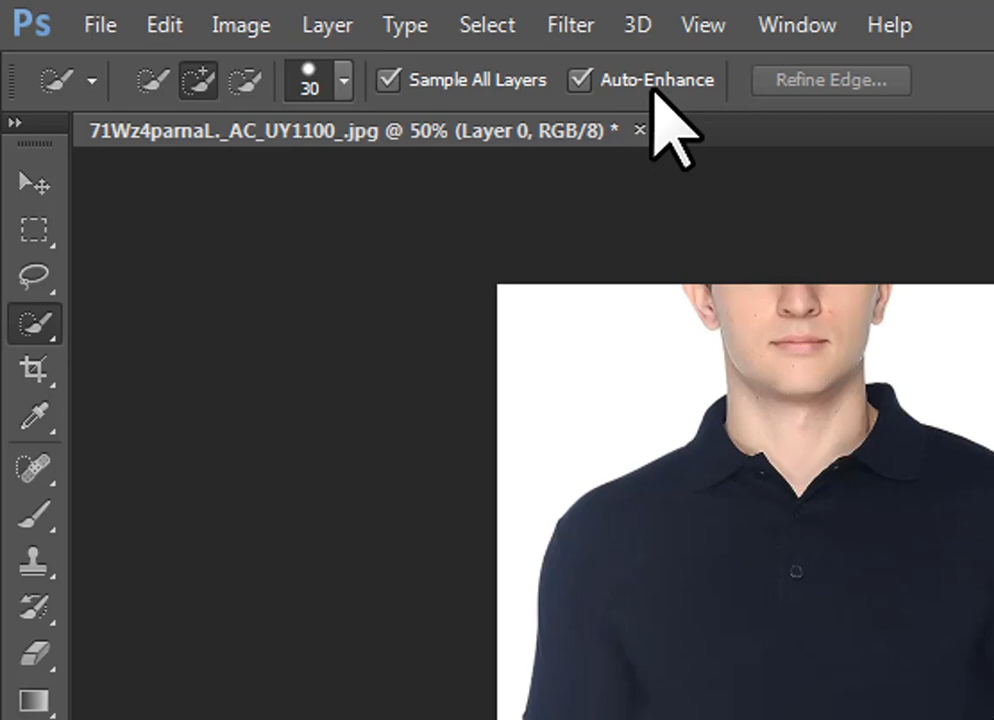 Ps File Edit Image Layer Type Select Filter 3D View Window Help
30 Sample All Layers Auto-Enhance Refine Edge...
71Wz4parnaL._AC_UY1100_.jpg @ 50% (Layer 0, RGB/8) * ×